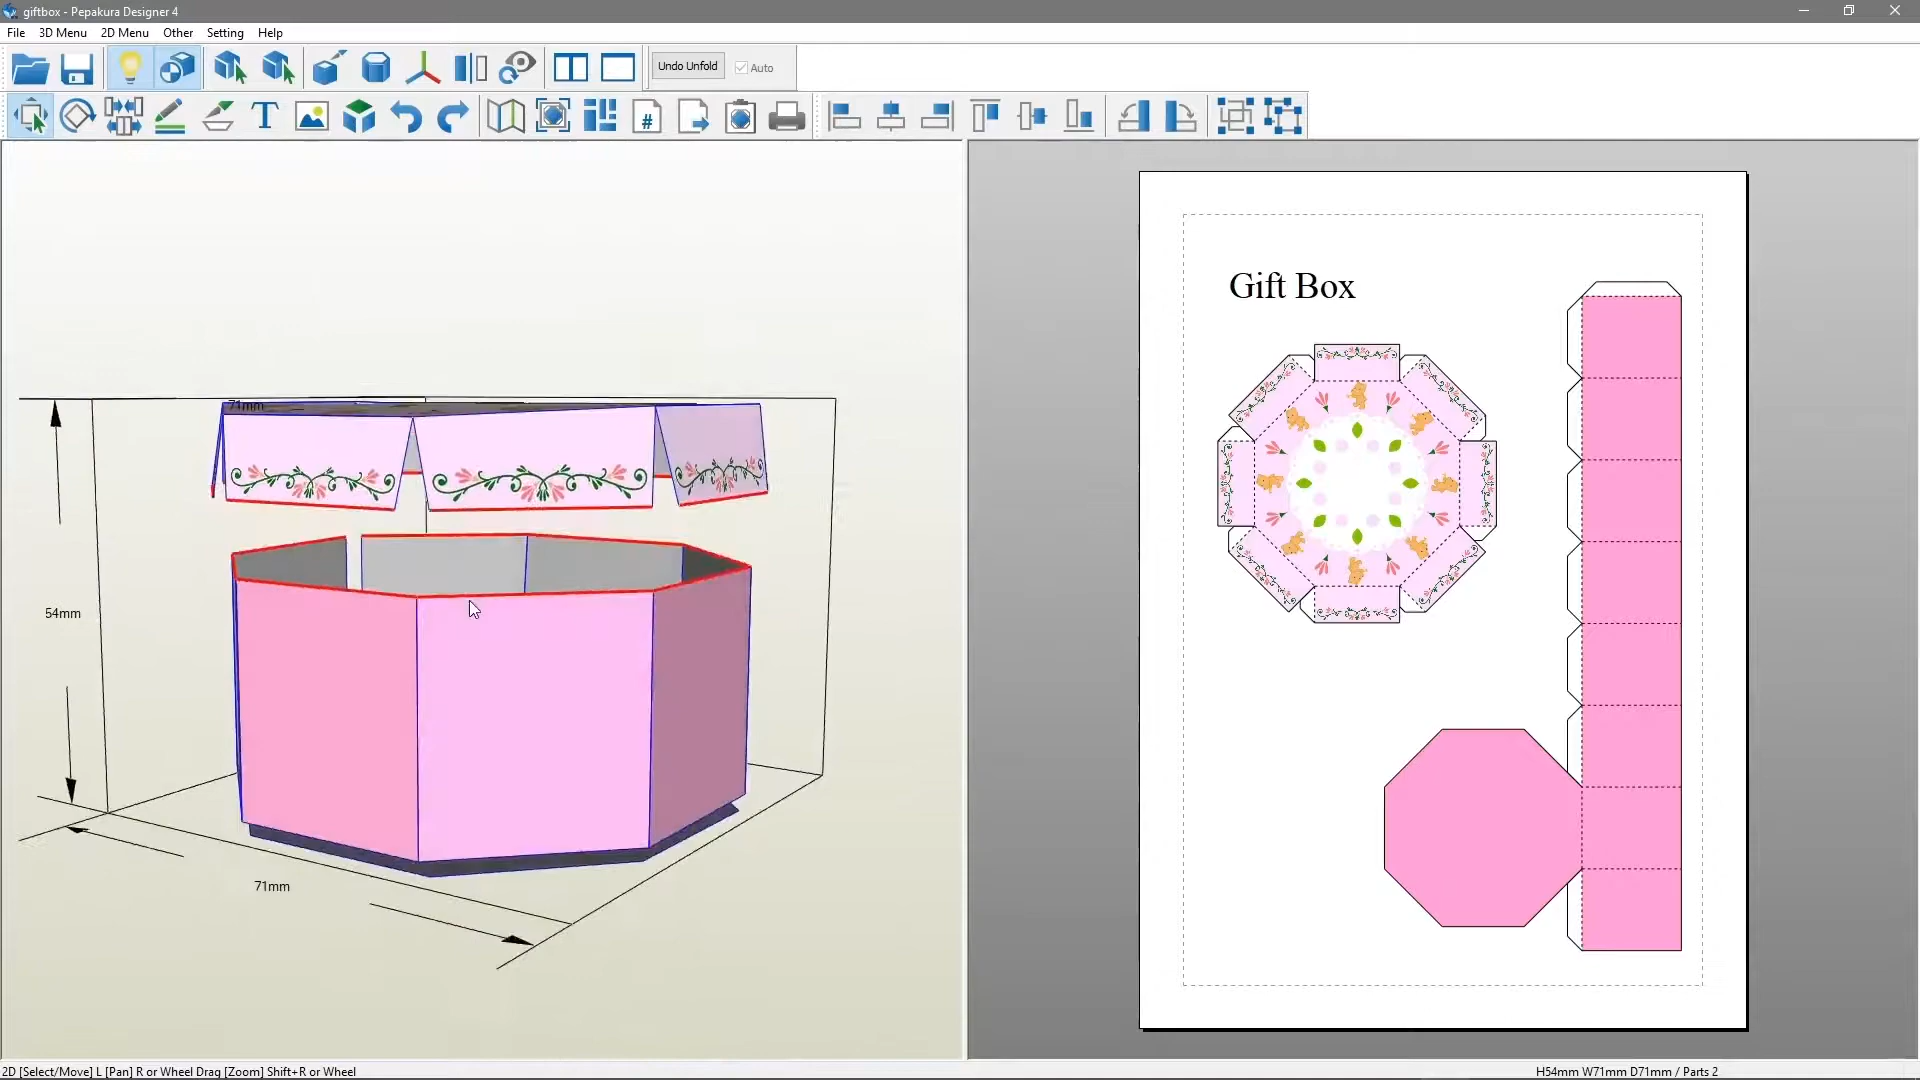 giftbox - Pepakura Designer 4
File 3D Menu 2D Menu Other Setting Help
Undo Unfold Auto
T #
Gift Box
71mm
54mm
71mm
2D [Select/Move] L [Pan] R or Wheel Drag [Zoom] Shift+R or Wheel
H54mm W71mm D71mm / Parts 2